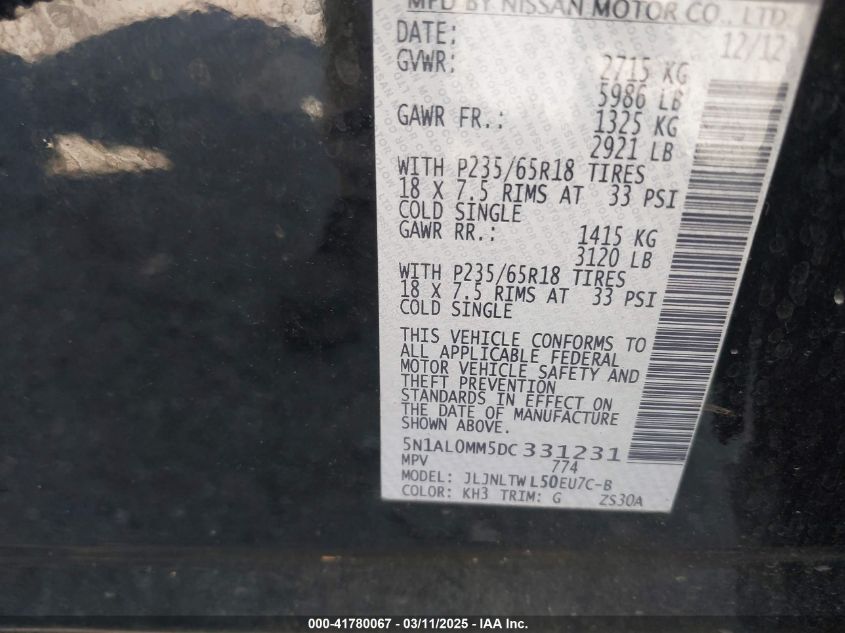 MFD BY NISSAN MOTOR CO., LTD.
DATE: 12/12
GVWR: 2715 KG
5986 LB
GAWR FR.: 1325 KG
2921 LB
WITH P235/65R18 TIRES
18 X 7.5 RIMS AT 33 PSI
COLD SINGLE
GAWR RR.: 1415 KG
3120 LB
WITH P235/65R18 TIRES
18 X 7.5 RIMS AT 33 PSI
COLD SINGLE
THIS VEHICLE CONFORMS TO
ALL APPLICABLE FEDERAL
MOTOR VEHICLE SAFETY AND
THEFT PREVENTION
STANDARDS IN EFFECT ON
THE DATE OF MANUFACTURE
SHOWN ABOVE.
5N1AL0MM5DC 331231
MPV 774
MODEL: JLJNLTW L50EU7C-B
COLOR: KH3 TRIM: G ZS30A
000-41780067 - 03/11/2025 - IAA Inc.